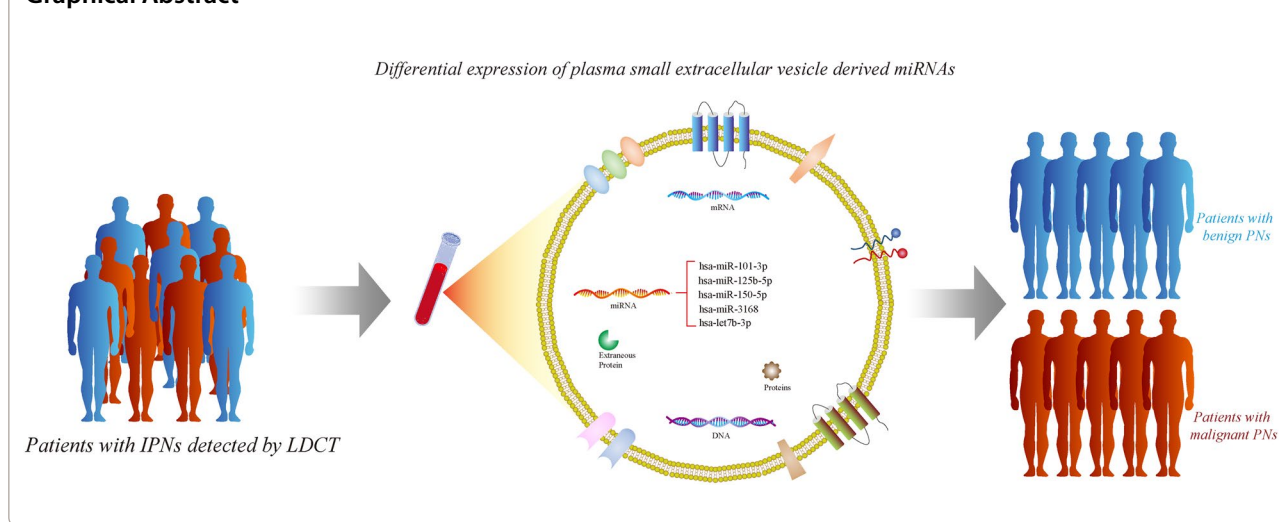 Graphical Abstract
Differential expression of plasma small extracellular vesicle derived miRNAs
mRNA
hsa-miR-101-3p
hsa-miR-125b-5p
hsa-miR-150-5p
hsa-miR-3168
hsa-let7b-3p
miRNA
Extraneous
Protein
Proteins
DNA
Patients with IPNs detected by LDCT
Patients with
benign PNs
Patients with
malignant PNs